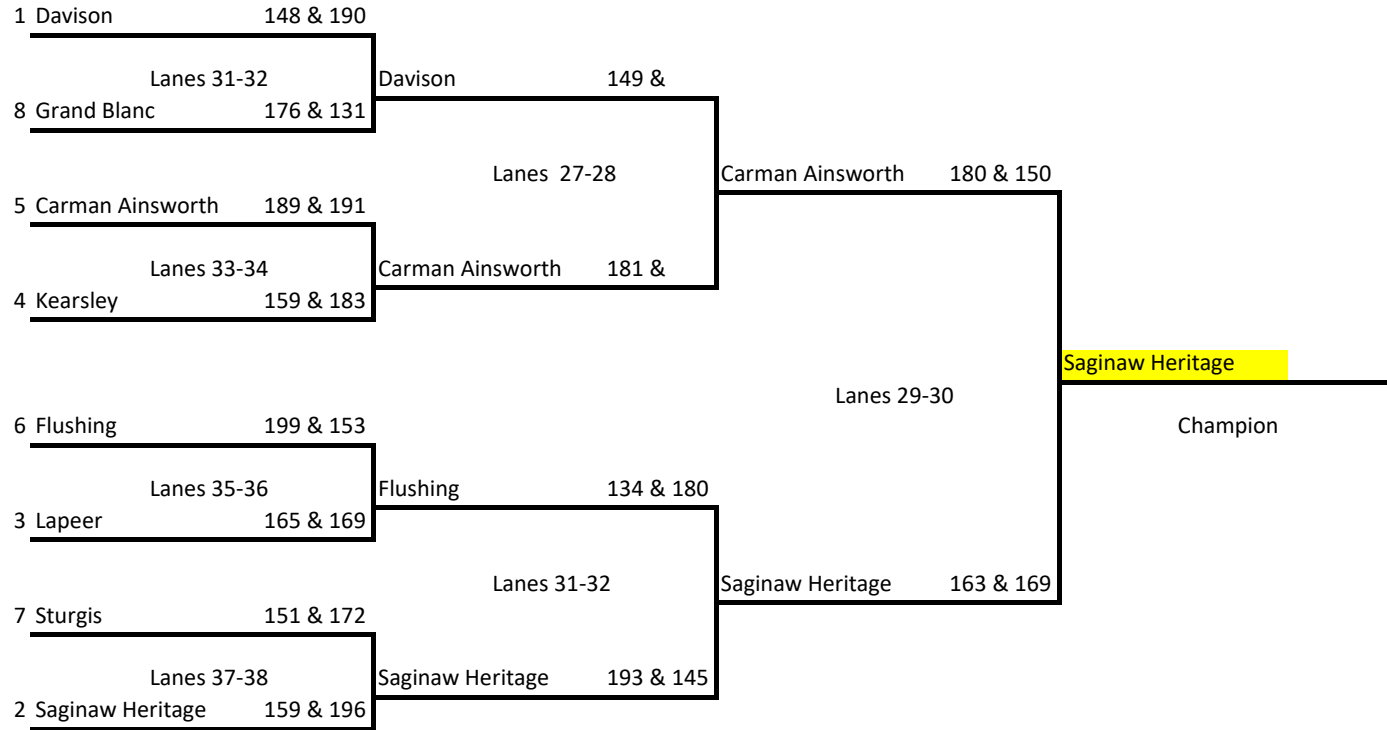 1 Davison 148 & 190
Lanes 31-32
Davison 149 &
8 Grand Blanc 176 & 131
Lanes 27-28
Carman Ainsworth 180 & 150
5 Carman Ainsworth 189 & 191
Lanes 33-34
Carman Ainsworth 181 &
4 Kearsley 159 & 183
Saginaw Heritage
Lanes 29-30
Champion
6 Flushing 199 & 153
Lanes 35-36
Flushing 134 & 180
3 Lapeer 165 & 169
Lanes 31-32
Saginaw Heritage 163 & 169
7 Sturgis 151 & 172
Lanes 37-38
Saginaw Heritage 193 & 145
2 Saginaw Heritage 159 & 196